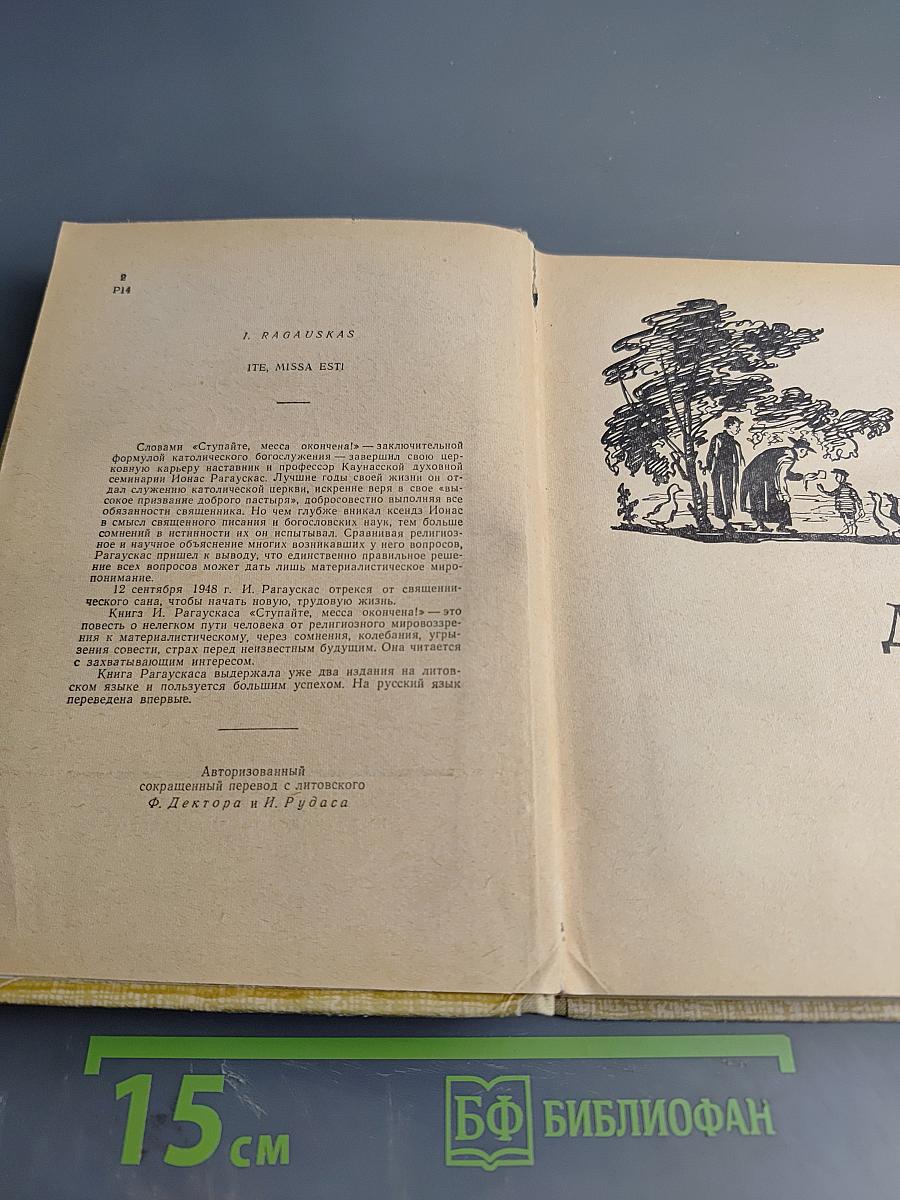 2
Р14
I. RAGAUSKAS
ITE, MISSA EST!
Словами «Ступайте, месса окончена!» — заключительной
формулой католического богослужения — завершил свою цер-
ковную карьеру наставник и профессор Каунасской духовной
семинарии Ионас Рагаускас. Лучшие годы своей жизни он от-
дал служению католической церкви, искренне веря в свое «вы-
сокое призвание доброго пастыря», добросовестно выполняя все
обязанности священника. Но чем глубже вникал ксендз Ионас
в смысл священного писания и богословских наук, тем больше
сомнений в истинности их он испытывал. Сравнивая религиоз-
ное и научное объяснение многих возникавших у него вопросов,
Рагаускас пришел к выводу, что единственно правильное реше-
ние всех вопросов может дать лишь материалистическое миро-
понимание.
12 сентября 1948 г. И. Рагаускас отрекся от священни-
ческого сана, чтобы начать новую, трудовую жизнь.
Книга И. Рагаускаса «Ступайте, месса окончена!» — это
повесть о нелегком пути человека от религиозного мировоззре-
ния к материалистическому, через сомнения, колебания, угры-
зения совести, страх перед неизвестным будущим. Она читается
с захватывающим интересом.
Книга Рагаускаса выдержала уже два издания на литов-
ском языке и пользуется большим успехом. На русский язык
переведена впервые.
Авторизованный
сокращенный перевод с литовского
Ф. Дектора и И. Рудаса
Д
15 см
БФ БИБЛИОФАН